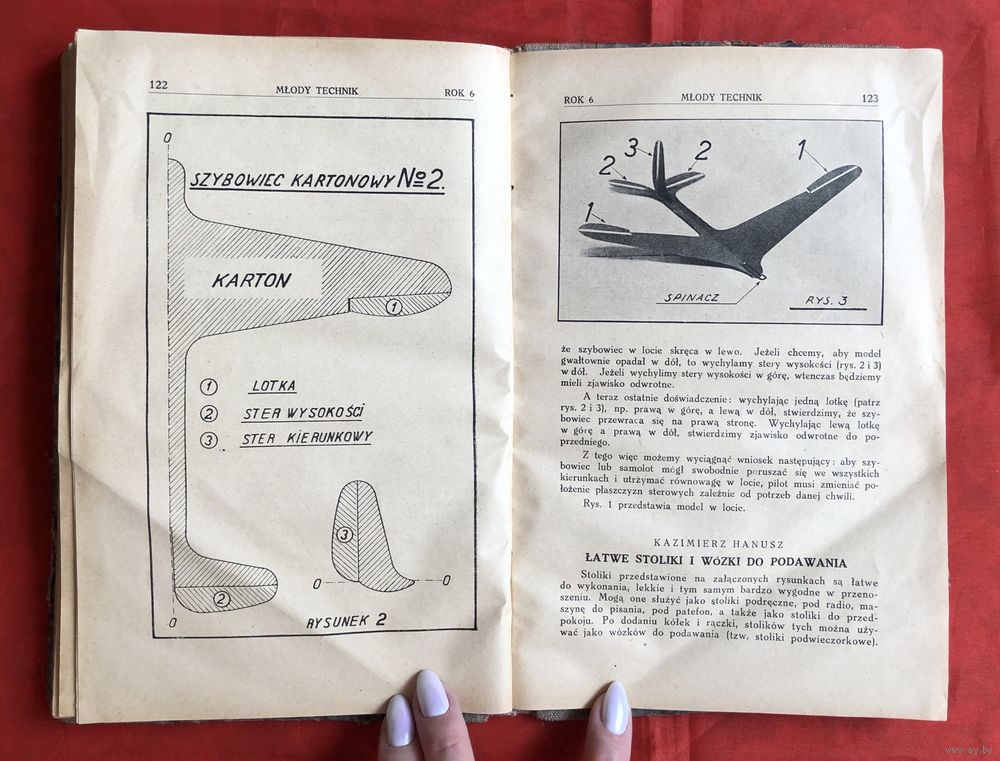 122 MŁODY TECHNIK ROK 6
0
SZYBOWIEC KARTONOWY №2.
KARTON
1
1 LOTKA
2 STER WYSOKOŚCI
3 STER KIERUNKOWY
3
0 0
2
0
RYSUNEK 2
ROK 6 MŁODY TECHNIK 123
3 2 1
2
1
SPINACZ
RYS. 3
że szybowiec w locie skręca w lewo. Jeżeli chcemy, aby model
gwałtownie opadał w dół, to wychylamy stery wysokości (rys. 2 i 3)
w dół. Jeżeli wychylimy stery wysokości w górę, wtenczas będziemy
mieli zjawisko odwrotne.
A teraz ostatnie doświadczenie: wychylając jedną lotkę (patrz
rys. 2 i 3), np. prawą w górę, a lewą w dół, stwierdzimy, że szy-
bowiec przewraca się na prawą stronę. Wychylając lewą lotkę
w górę a prawą w dół, stwierdzimy zjawisko odwrotne do po-
przedniego.
Z tego więc możemy wyciągnąć wniosek następujący: aby szy-
bowiec lub samolot mógł swobodnie poruszać się we wszystkich
kierunkach i utrzymać równowagę w locie, pilot musi zmieniać po-
łożenie płaszczyzn sterowych zależnie od potrzeb danej chwili.
Rys. 1 przedstawia model w locie.
KAZIMIERZ HANUSZ
ŁATWE STOLIKI I WÓZKI DO PODAWANIA
Stoliki przedstawione na załączonych rysunkach są łatwe
do wykonania, lekkie i tym samym bardzo wygodne w przeno-
szeniu. Mogą one służyć jako stoliki podręczne, pod radio, ma-
szynę do pisania, pod patefon, a także jako stoliki do przed-
pokoju. Po dodaniu kółek i rączki, stolików tych można uży-
wać jako wózków do podawania (tzw. stoliki podwieczorkowe).
www.ay.by